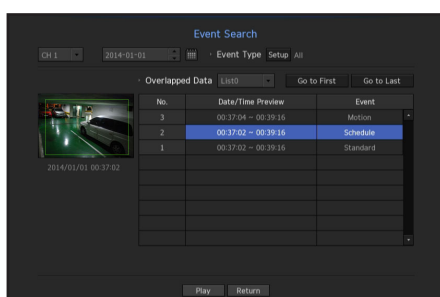 Event Search
CH 1 2014-01-01 · Event Type Setup All
· Overlapped Data List0 Go to First Go to Last
No. Date/Time Preview Event
3 00:37:04 ~ 00:39:16 Motion
2 00:37:02 ~ 00:39:16 Schedule
1 00:37:02 ~ 00:39:16 Standard
2014/01/01 00:37:02
Play Return